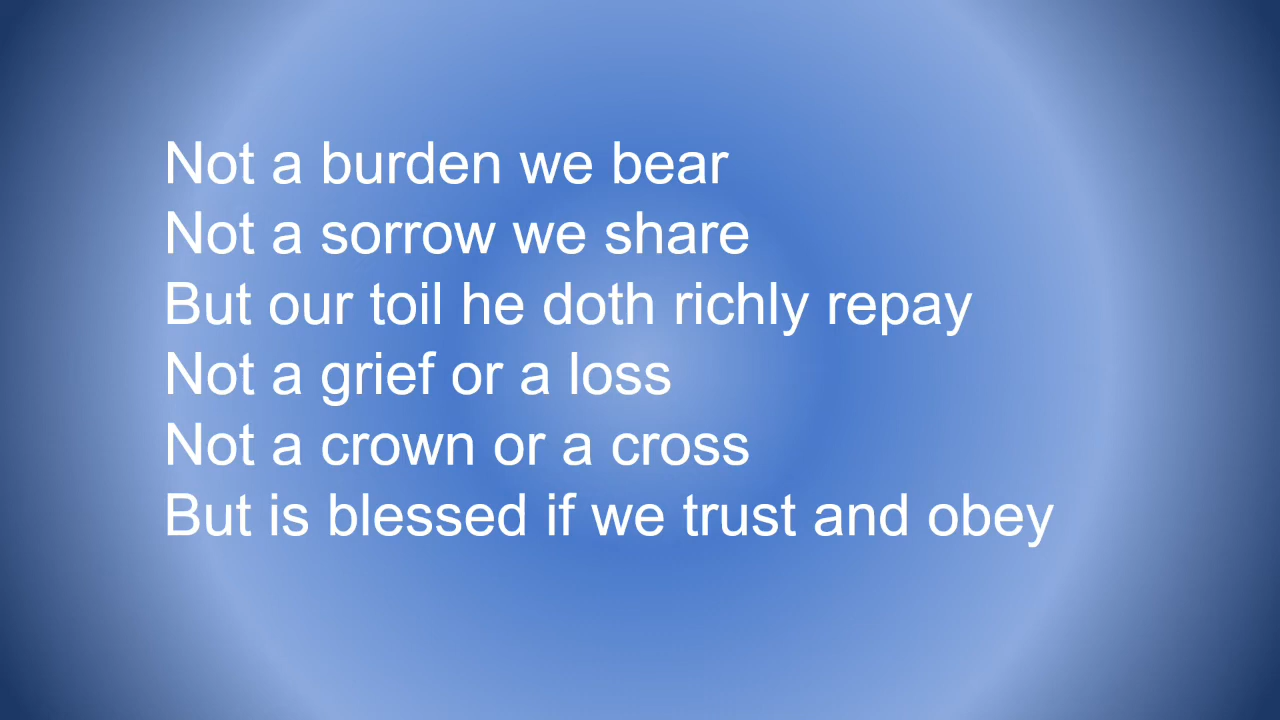 Not a burden we bear
Not a sorrow we share
But our toil he doth richly repay
Not a grief or a loss
Not a crown or a cross
But is blessed if we trust and obey